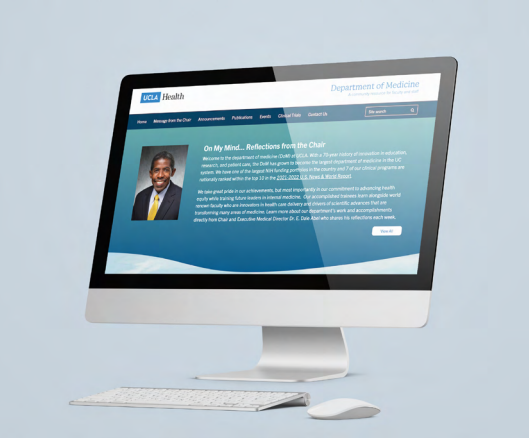 UCLA Health
Department of Medicine
Home Message from the Chair Announcements Publications Events Clinical Trials Contact Us
Site search
On My Mind... Reflections from the Chair
Welcome to the department of medicine (DoM) at UCLA. With a 70-year history of innovation in education,
research, and patient care, the DoM has grown to become the largest department of medicine in the UC
system. We have one of the largest NIH funding portfolios in the country and 7 of our clinical programs are
nationally ranked within the top 10 in the 2021-2022 U.S. News & World Report.
We take great pride in our achievements, but most importantly in our commitment to advancing health
equity while training future leaders in internal medicine. Our accomplished trainees learn alongside world
renown faculty who are innovators in health care delivery and drivers of scientific advances that are
transforming many areas of medicine. Learn more about our department's work and accomplishments
directly from Chair and Executive Medical Director Dr. E. Dale Abel who shares his reflections each week.
View All